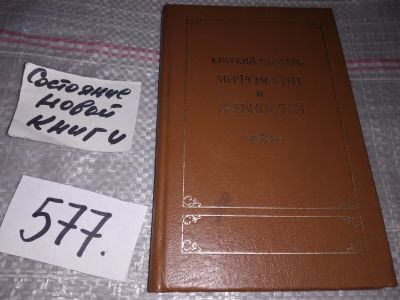 Состояние
новой
книги
577.
КРАТКИЙ СЛОВАРЬ
МИФОЛОГИИ
И
ДРЕВНОСТЕЙ